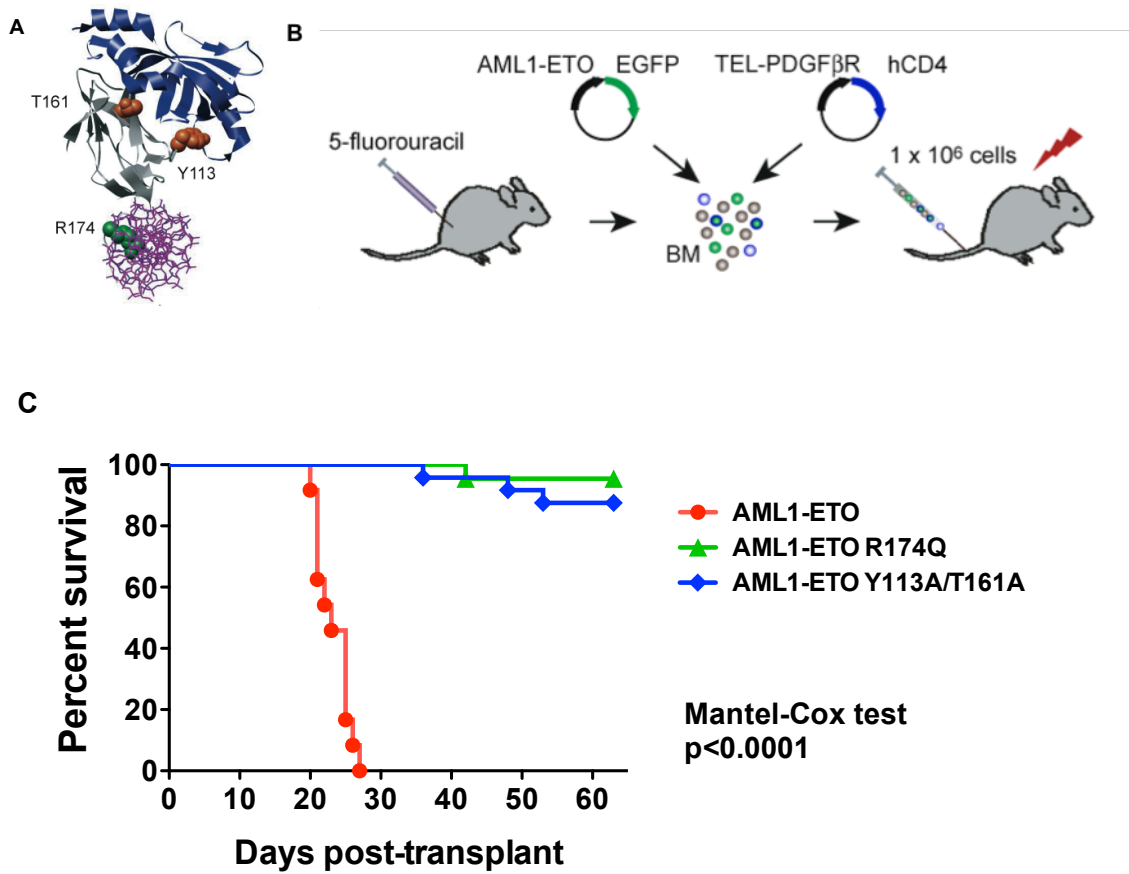 A
T161
Y113
R174
B
AML1-ETO EGFP TEL-PDGFβR hCD4
5-fluorouracil
1 x 10⁶ cells
BM
C
Percent survival
100
80
60
40
20
0
0 10 20 30 40 50 60
Days post-transplant
AML1-ETO
AML1-ETO R174Q
AML1-ETO Y113A/T161A
Mantel-Cox test
p<0.0001